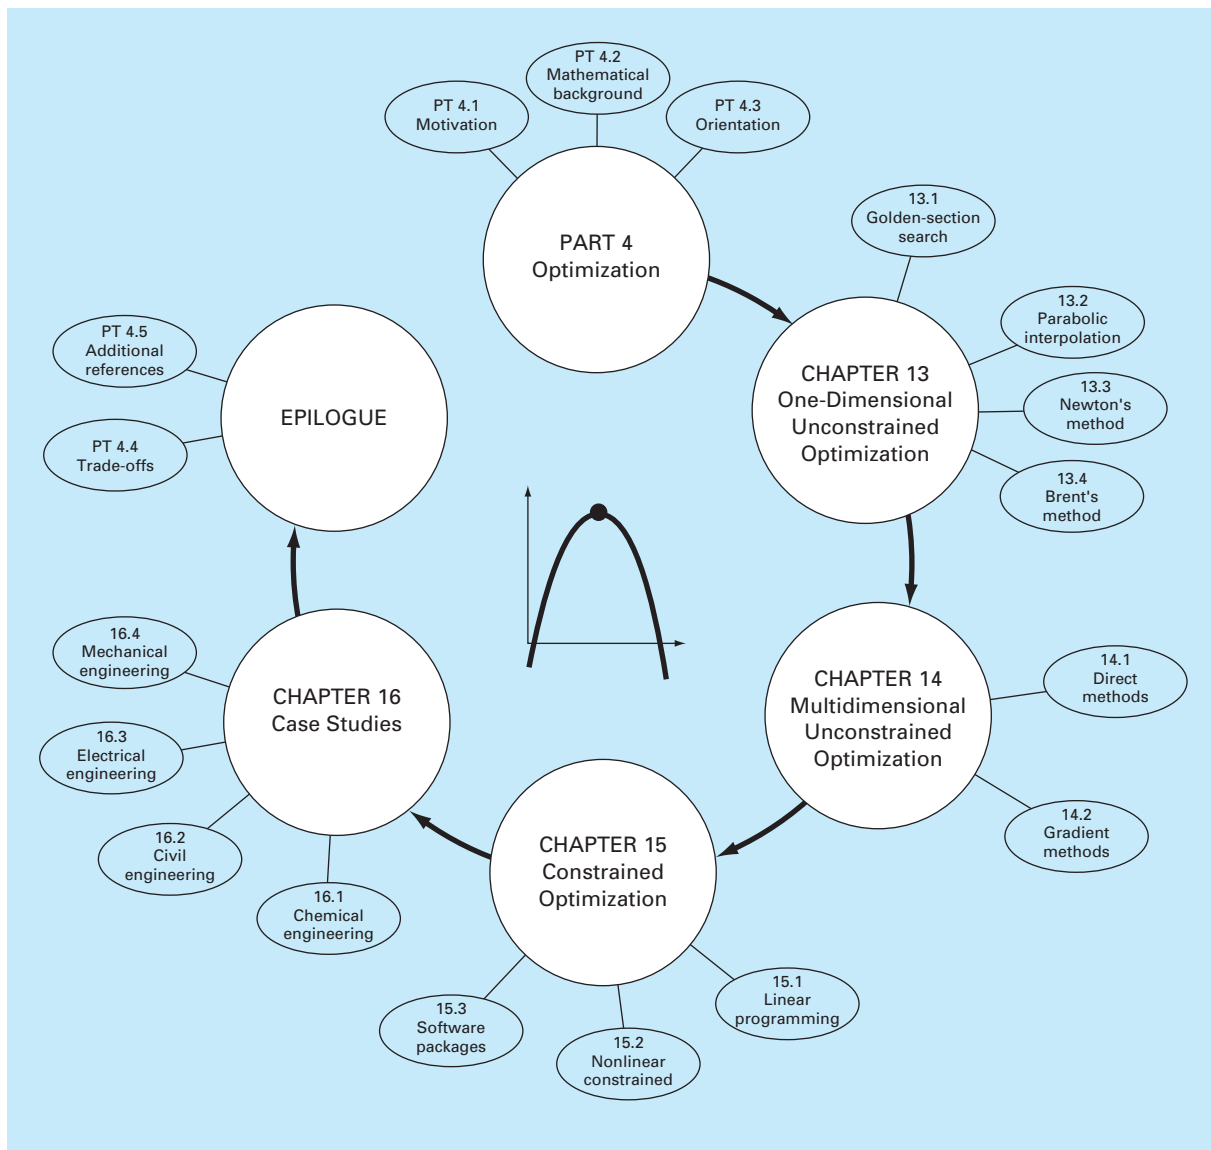 PT 4.1
Motivation
PT 4.2
Mathematical
background
PT 4.3
Orientation
PART 4
Optimization
13.1
Golden-section
search
13.2
Parabolic
interpolation
13.3
Newton's
method
13.4
Brent's
method
CHAPTER 13
One-Dimensional
Unconstrained
Optimization
14.1
Direct
methods
14.2
Gradient
methods
CHAPTER 14
Multidimensional
Unconstrained
Optimization
CHAPTER 15
Constrained
Optimization
15.1
Linear
programming
15.2
Nonlinear
constrained
15.3
Software
packages
CHAPTER 16
Case Studies
16.1
Chemical
engineering
16.2
Civil
engineering
16.3
Electrical
engineering
16.4
Mechanical
engineering
EPILOGUE
PT 4.4
Trade-offs
PT 4.5
Additional
references